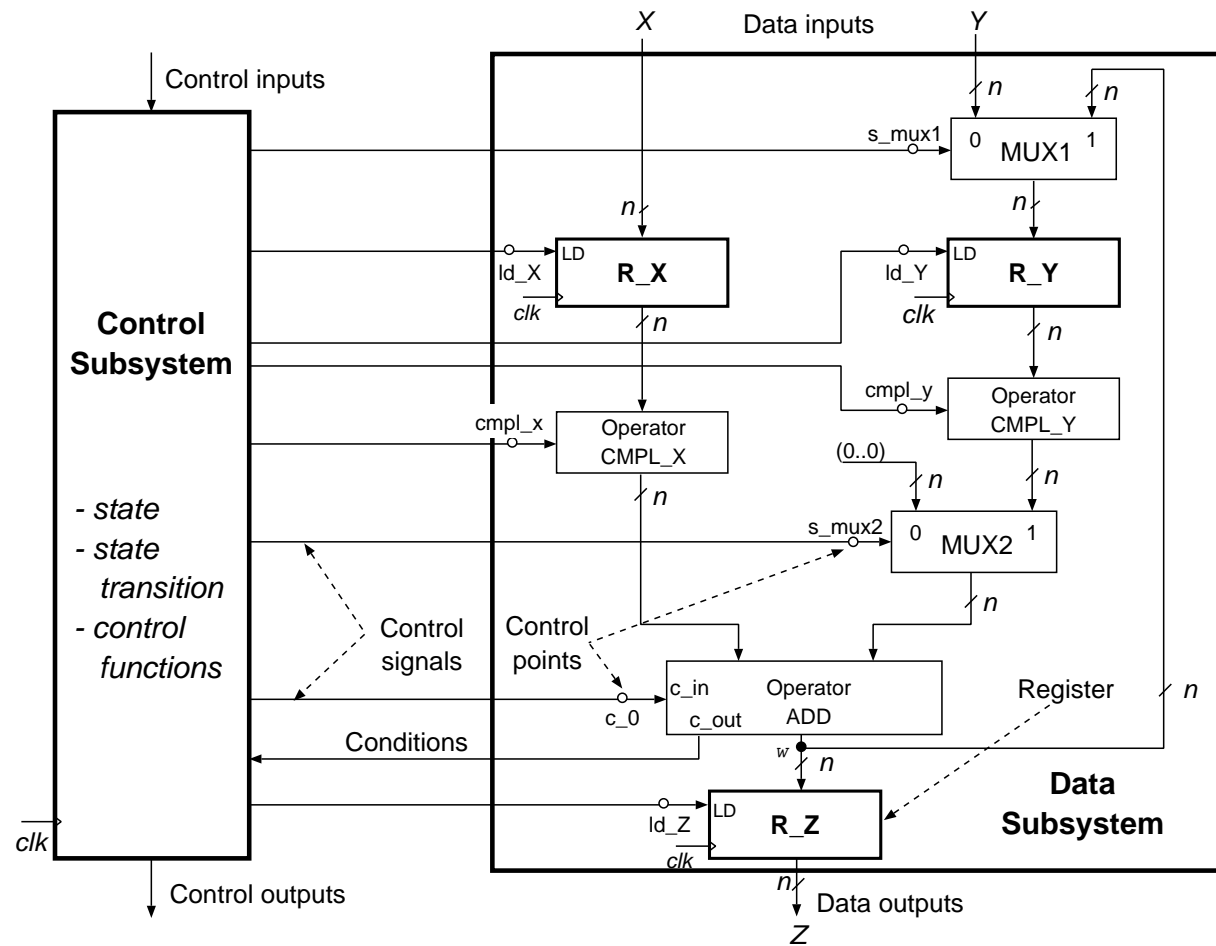 X
Data inputs
Y
Control inputs
n
n
s_mux1
0
1
MUX1
n
n
LD
R_X
ld_X
clk
LD
R_Y
ld_Y
clk
Control
Subsystem
n
n
cmpl_x
Operator
CMPL_X
cmpl_y
Operator
CMPL_Y
(0..0)
n
n
n
- state
- state
transition
- control
functions
s_mux2
0
1
MUX2
n
Control
signals
Control
points
c_in
Operator
ADD
c_out
c_0
Register
n
Conditions
w
n
Data
Subsystem
LD
R_Z
ld_Z
clk
clk
Control outputs
n
Data outputs
Z